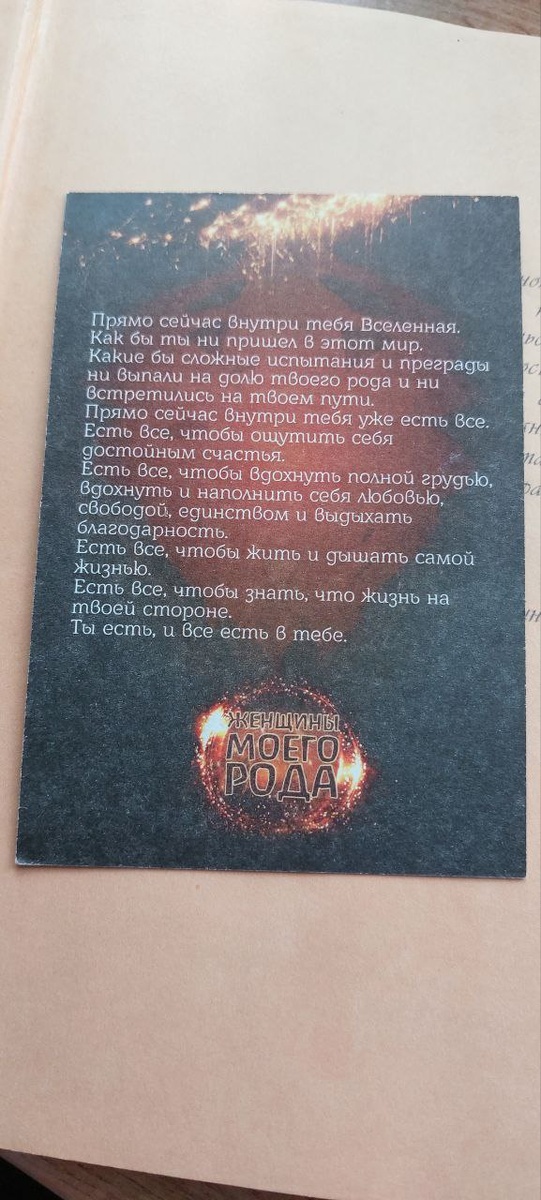 Прямо сейчас внутри тебя Вселенная.
Как бы ты ни пришел в этот мир.
Какие бы сложные испытания и преграды
ни выпали на долю твоего рода и ни
встретились на твоем пути.
Прямо сейчас внутри тебя уже есть все.
Есть все, чтобы ощутить себя
достойным счастья.
Есть все, чтобы вдохнуть полной грудью,
вдохнуть и наполнить себя любовью,
свободой, единством и выдыхать
благодарность.
Есть все, чтобы жить и дышать самой
жизнью.
Есть все, чтобы знать, что жизнь на
твоей стороне.
Ты есть, и все есть в тебе.
ЖЕНЩИНЫ
МОЕГО
РОДА